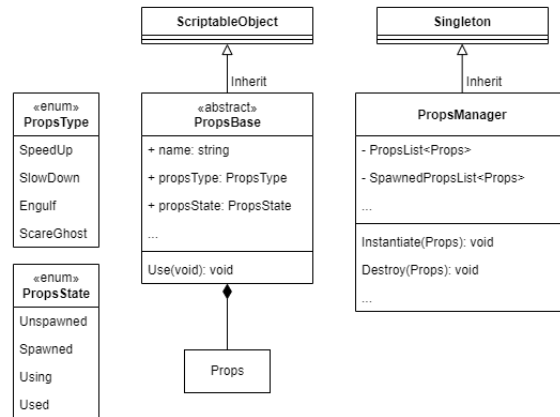 ScriptableObject
Inherit
Singleton
Inherit
«enum»
PropsType
SpeedUp
SlowDown
Engulf
ScareGhost
«enum»
PropsState
Unspawned
Spawned
Using
Used
«abstract»
PropsBase
+ name: string
+ propsType: PropsType
+ propsState: PropsState
...
Use(void): void
Props
PropsManager
- PropsList<Props>
- SpawnedPropsList<Props>
...
Instantiate(Props): void
Destroy(Props): void
...